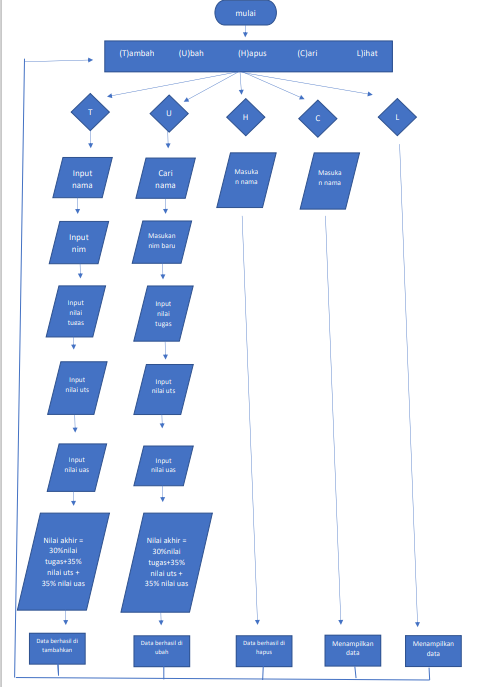 mulai
(T)ambah (U)bah (H)apus (C)ari L)ihat
T
U
H
C
L
Input
nama
Cari
nama
Masuka
n nama
Masuka
n nama
Input
nim
Masukan
nim baru
Input
nilai
tugas
Input
nilai
tugas
Input
nilai uts
Input
nilai uts
Input
nilai uas
Input
nilai uas
Nilai akhir =
30%nilai
tugas+35%
nilai uts +
35% nilai uas
Nilai akhir =
30%nilai
tugas+35%
nilai uts +
35% nilai uas
Data berhasil di
tambahkan
Data berhasil di
ubah
Data berhasil di
hapus
Menampilkan
data
Menampilkan
data